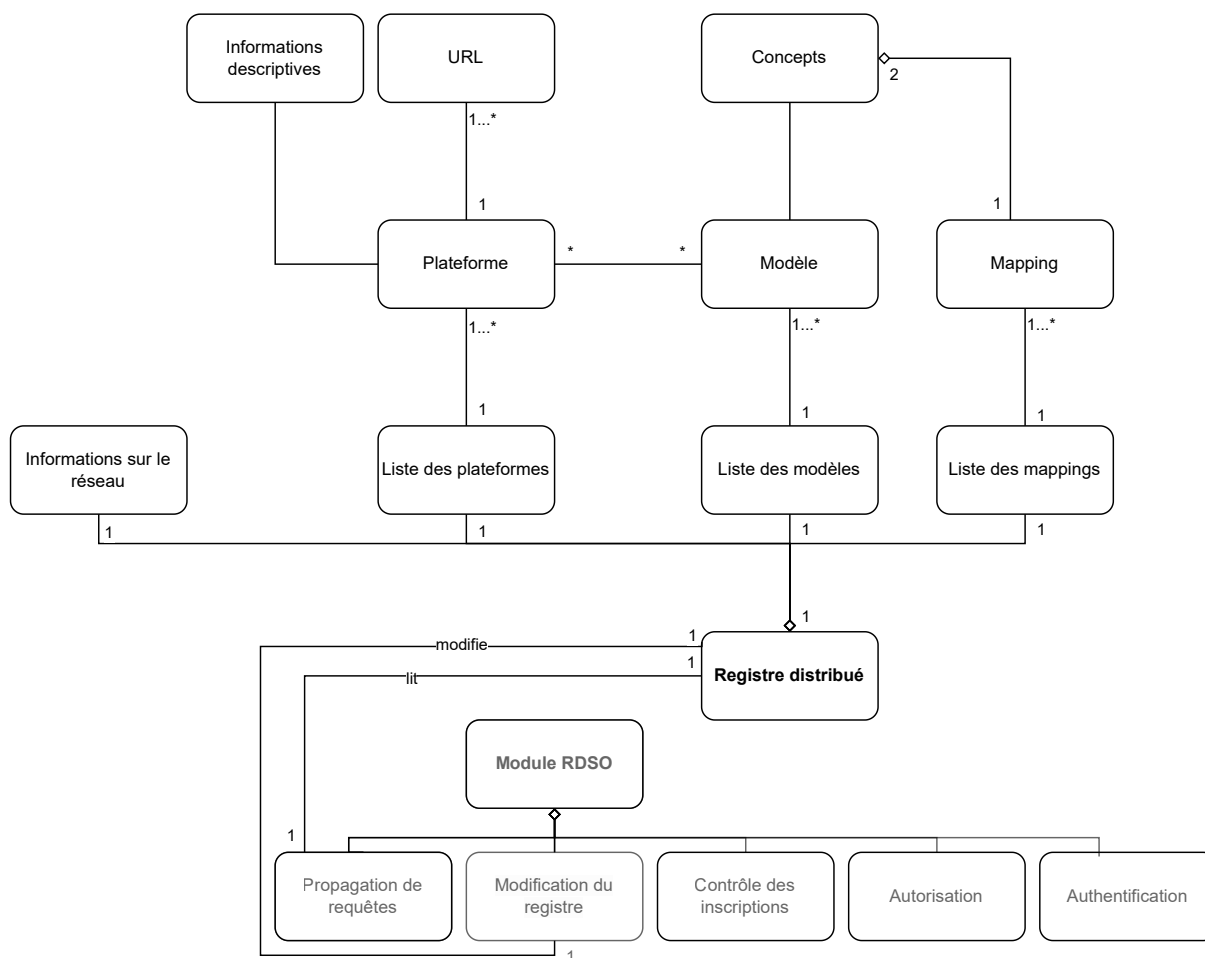 Informations
descriptives
URL
Concepts
2
1...*
1
1
Plateforme
*
*
Modèle
Mapping
1...*
1...*
1...*
1
1
1
Informations sur le
réseau
Liste des plateformes
Liste des modèles
Liste des mappings
1
1
1
1
1
modifie
1
lit
1
Registre distribué
Module RDSO
1
Propagation de
requêtes
Modification du
registre
Contrôle des
inscriptions
Autorisation
Authentification
1